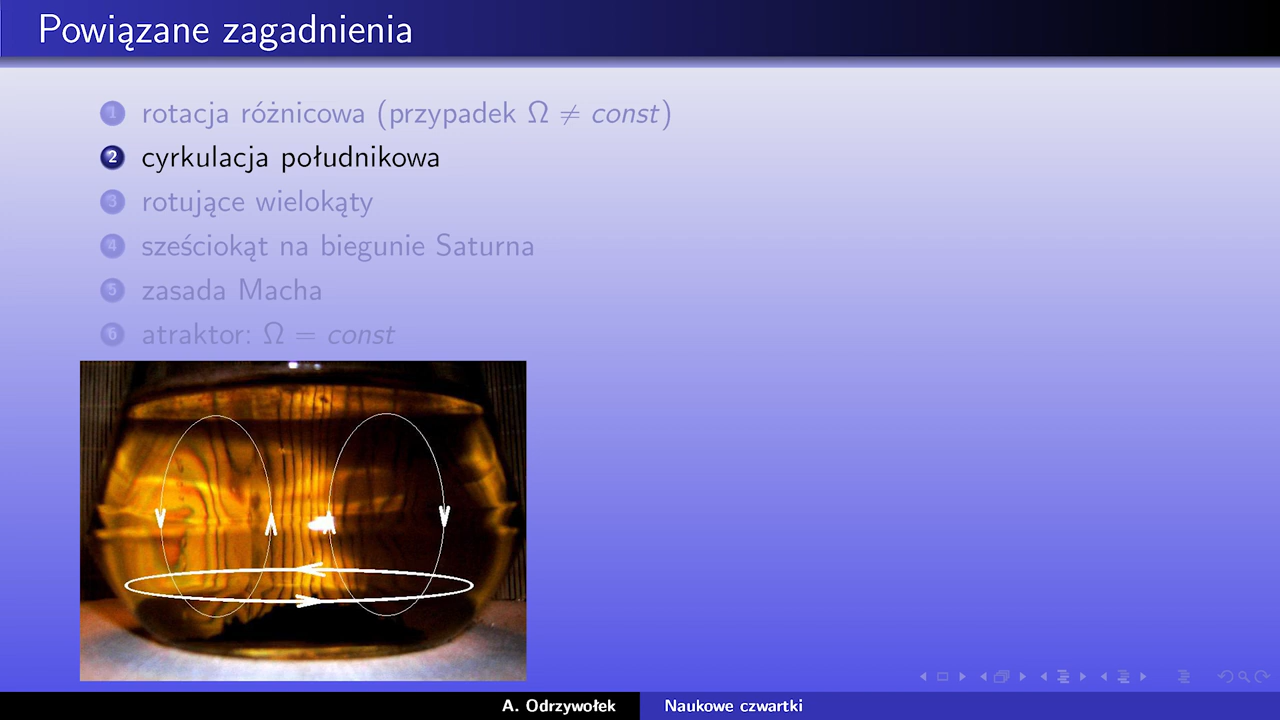 Powiązane zagadnienia
1 rotacja różnicowa (przypadek Ω ≠ const)
2 cyrkulacja południkowa
3 rotujące wielokąty
4 sześciokąt na biegunie Saturna
5 zasada Macha
6 atraktor: Ω = const
A. Odrzywołek
Naukowe czwartki